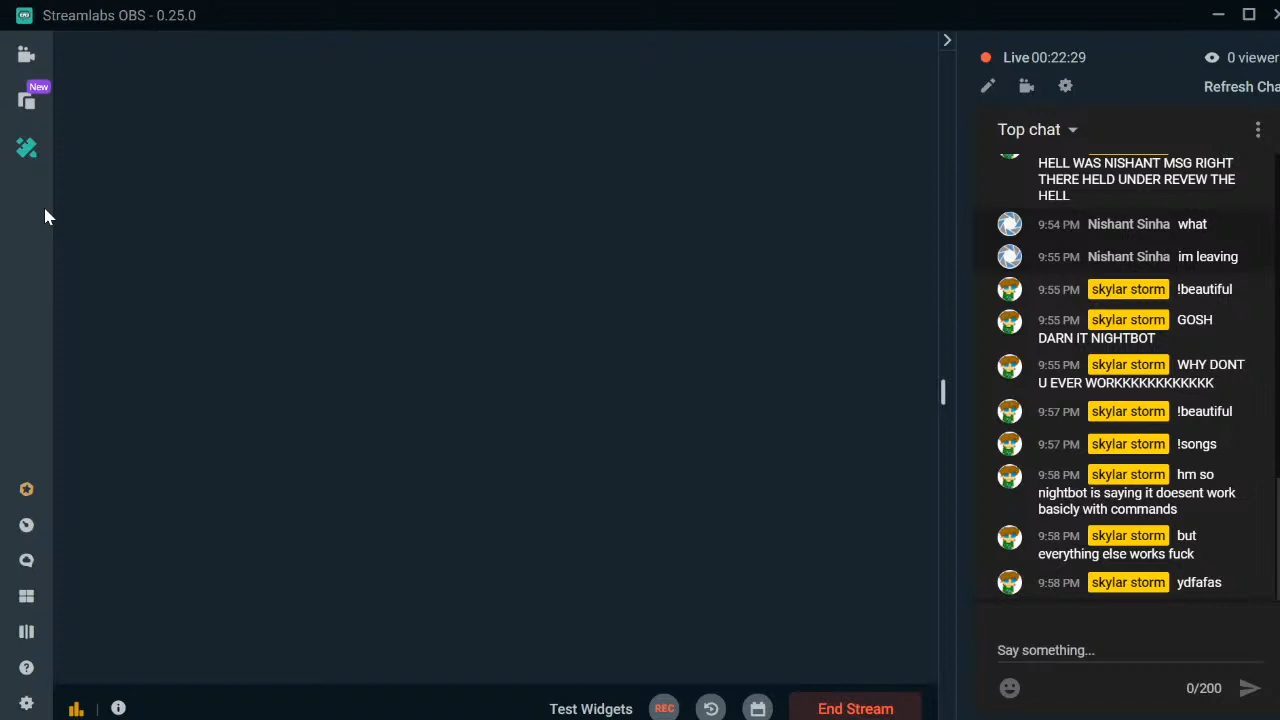 Streamlabs OBS - 0.25.0
New
Live 00:22:29
0 viewer
Refresh Cha
Top chat
HELL WAS NISHANT MSG RIGHT
THERE HELD UNDER REVEW THE
HELL
9:54 PM Nishant Sinha what
9:55 PM Nishant Sinha im leaving
9:55 PM skylar storm !beautiful
9:55 PM skylar storm GOSH
DARN IT NIGHTBOT
9:55 PM skylar storm WHY DONT
U EVER WORKKKKKKKKKKKK
9:57 PM skylar storm !beautiful
9:57 PM skylar storm !songs
9:58 PM skylar storm hm so
nightbot is saying it doesent work
basicly with commands
9:58 PM skylar storm but
everything else works fuck
9:58 PM skylar storm ydfafas
Say something...
0/200
Test Widgets
REC
End Stream